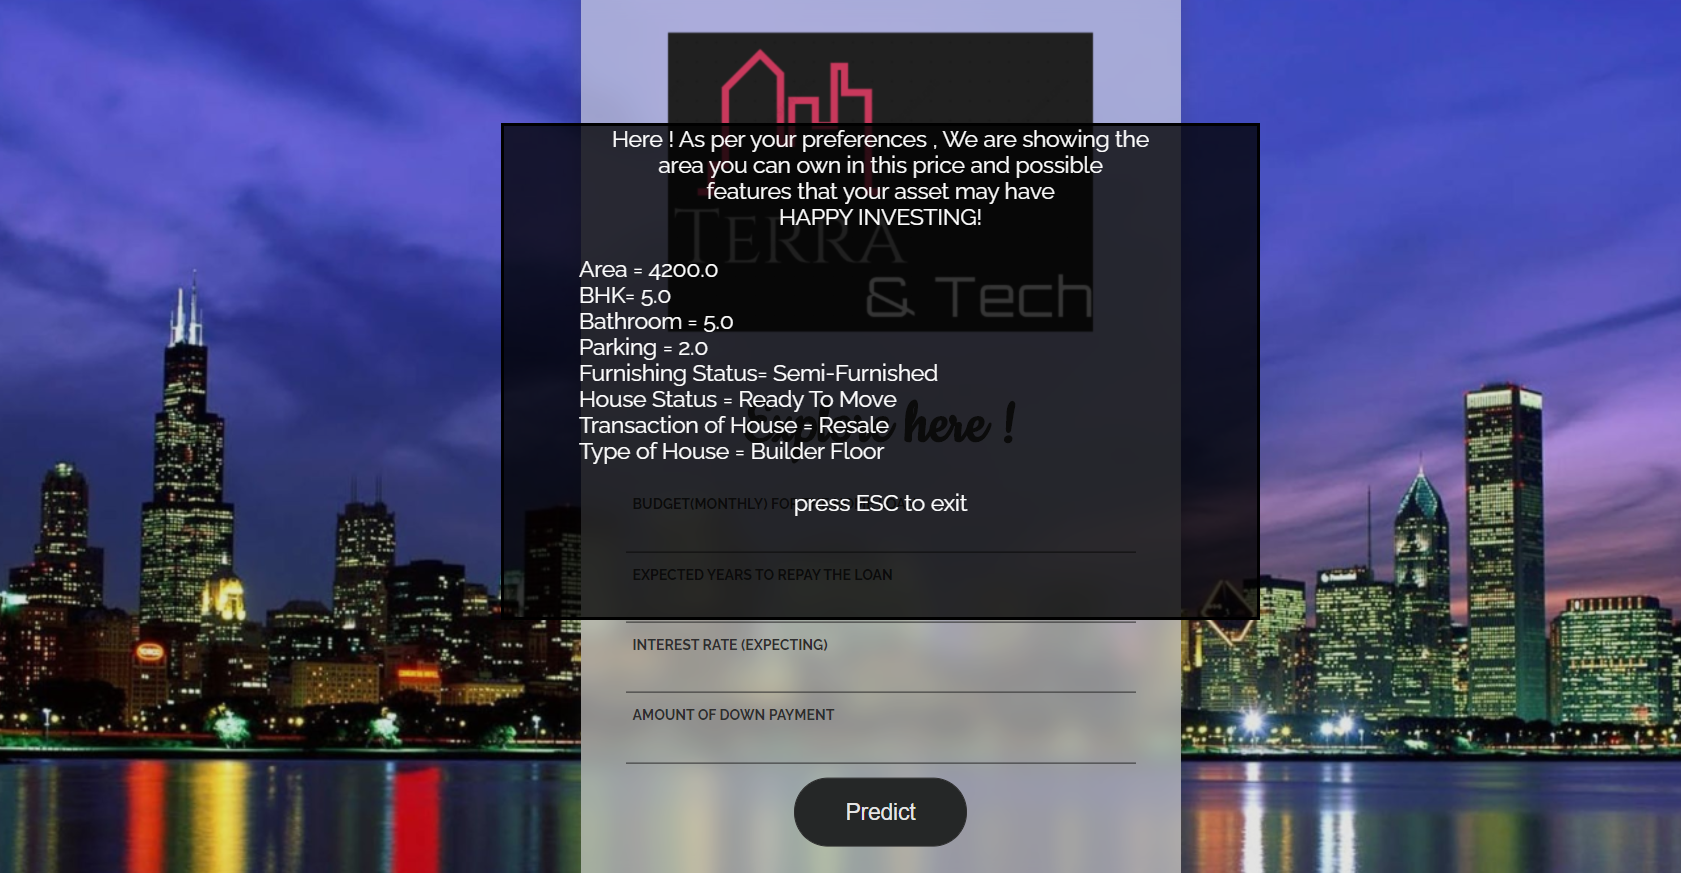 Here ! As per your preferences , We are showing the
area you can own in this price and possible
features that your asset may have
HAPPY INVESTING!
TERRA
& Tech
Area = 4200.0
BHK= 5.0
Bathroom = 5.0
Parking = 2.0
Furnishing Status= Semi-Furnished
House Status = Ready To Move
Transaction of House = Resale
Type of House = Builder Floor
Explore here !
press ESC to exit
BUDGET(MONTHLY)
EXPECTED YEARS TO REPAY THE LOAN
INTEREST RATE (EXPECTING)
AMOUNT OF DOWN PAYMENT
Predict